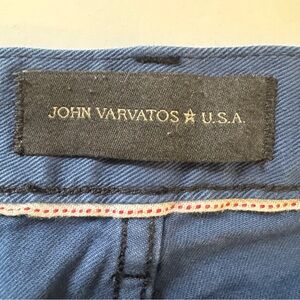 JOHN VARVATOS ★ U.S.A.